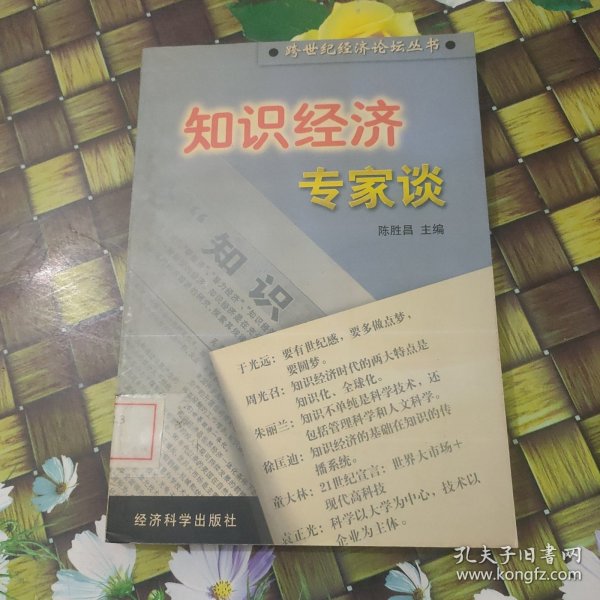 跨世纪经济论坛丛书
知识经济
专家谈
陈胜昌 主编
“知识
于光远：要有世纪感，要多做点梦，
要圆梦。
周光召：知识经济时代的两大特点是
知识化、全球化。
朱丽兰：知识不单统是科学技术，还
包括管理科学和人文科学。
徐匡迪：知识经济的基础在知识的传
播系统。
童大林：21世纪宣言：世界大市场+
现代高科技
袁正光：科学以大学为中心，技术以
企业为主体。
经济科学出版社
孔夫子旧书网
www.kongfz.com